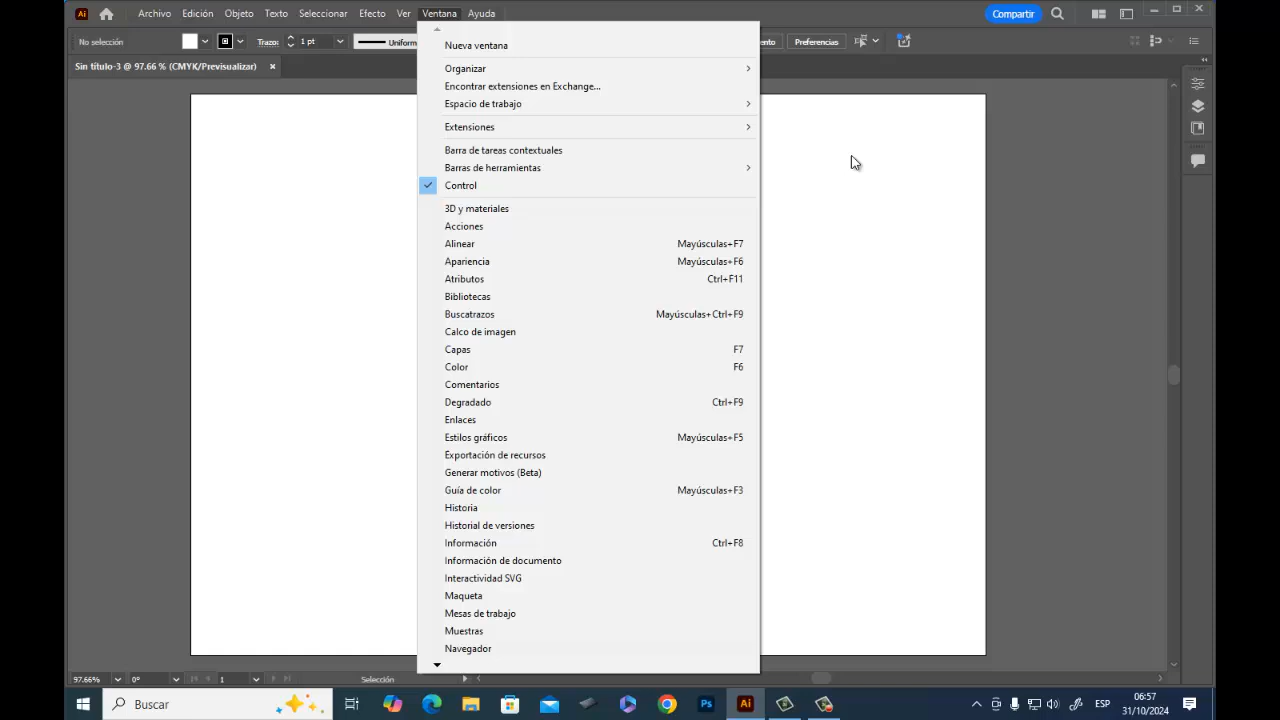 Ai Archivo Edición Objeto Texto Seleccionar Efecto Ver Ventana Ayuda Compartir
No selección Trazo: 1 pt Uniform Preferencias
Sin título-3 @ 97.66 % (CMYK/Previsualizar) ×
Nueva ventana
Organizar
Encontrar extensiones en Exchange...
Espacio de trabajo
Extensiones
Barra de tareas contextuales
Barras de herramientas
Control
3D y materiales
Acciones
Alinear Mayúsculas+F7
Apariencia Mayúsculas+F6
Atributos Ctrl+F11
Bibliotecas
Buscatrazos Mayúsculas+Ctrl+F9
Calco de imagen
Capas F7
Color F6
Comentarios
Degradado Ctrl+F9
Enlaces
Estilos gráficos Mayúsculas+F5
Exportación de recursos
Generar motivos (Beta)
Guía de color Mayúsculas+F3
Historia
Historial de versiones
Información Ctrl+F8
Información de documento
Interactividad SVG
Maqueta
Mesas de trabajo
Muestras
Navegador
97.66% 0° 1 Selección
Buscar Ps Ai ESP 06:57
31/10/2024